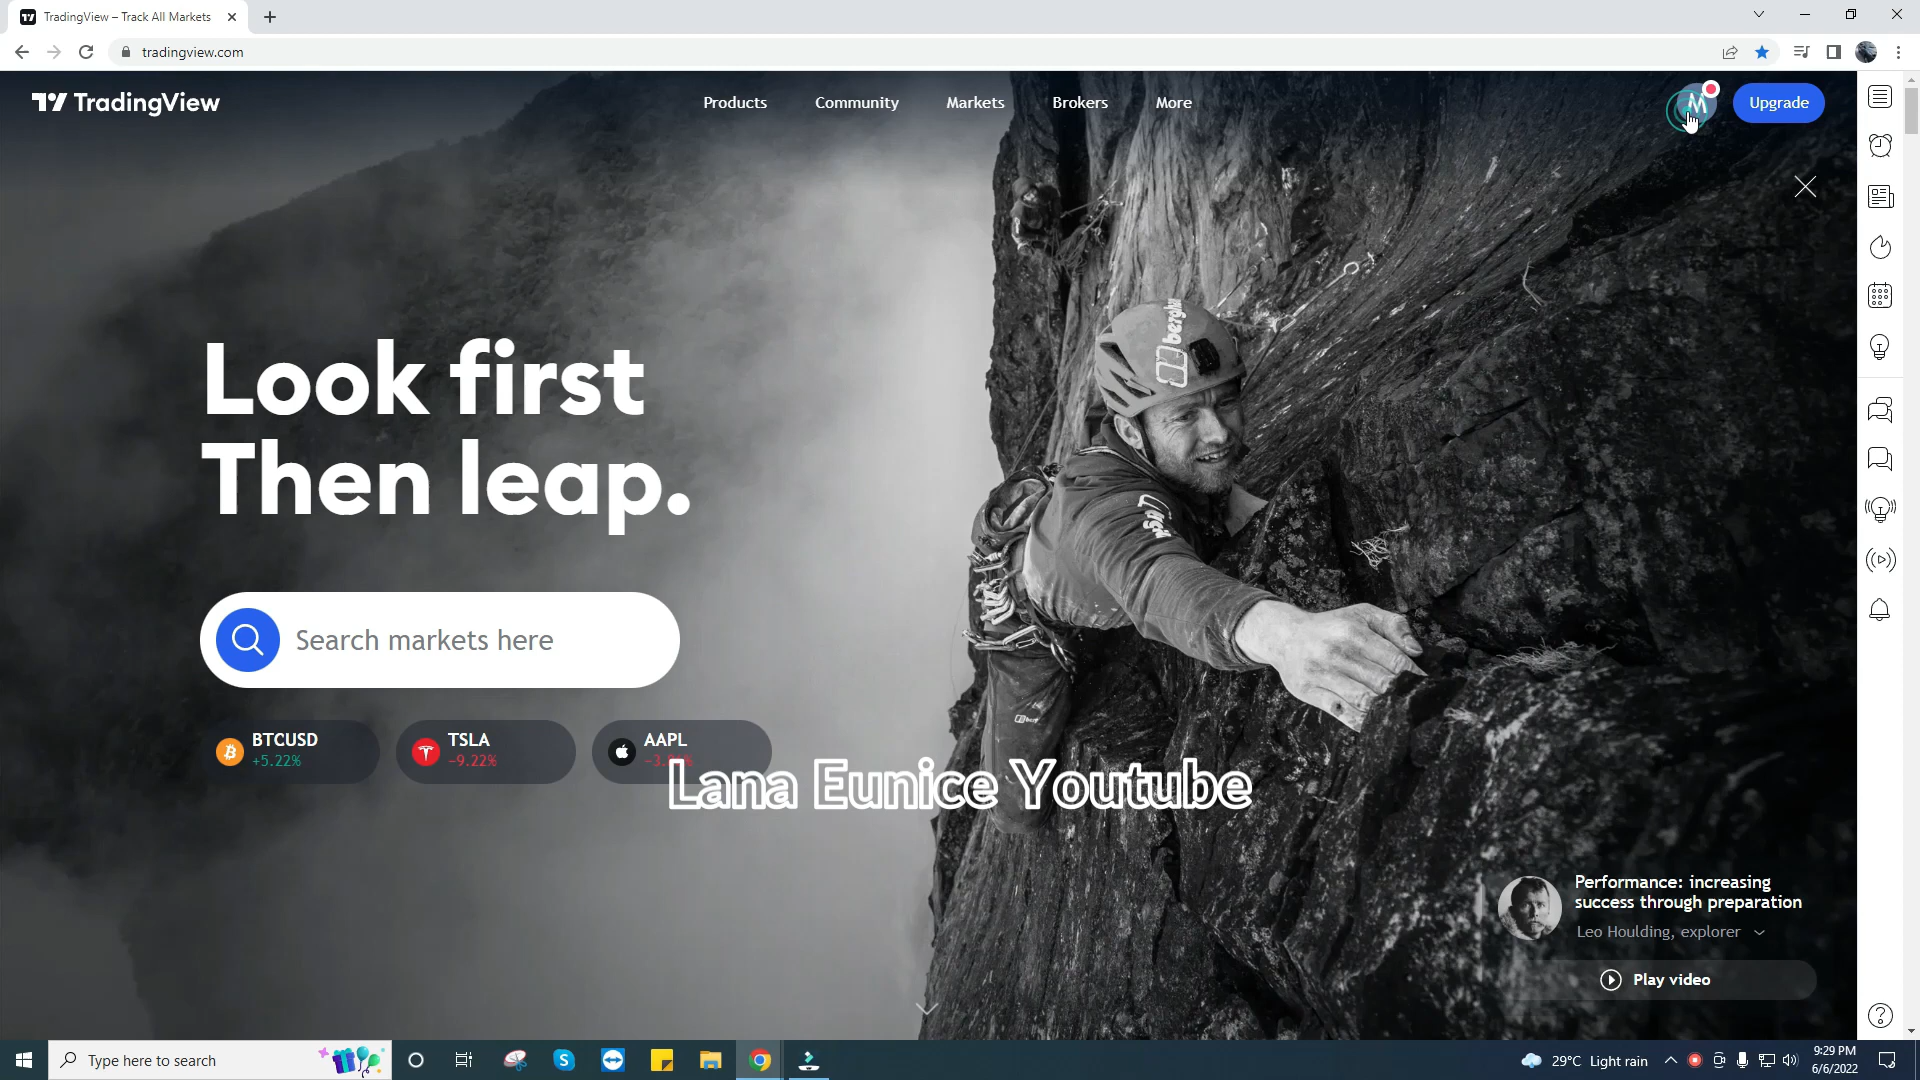 TradingView – Track All Markets
tradingview.com
TradingView
Products
Community
Markets
Brokers
More
M
Upgrade
Look first
Then leap.
Search markets here
BTCUSD
+5.22%
TSLA
−9.22%
AAPL
Lana Eunice Youtube
Performance: increasing
success through preparation
Leo Houlding, explorer
Play video
Type here to search
29°C Light rain
9:29 PM
6/6/2022